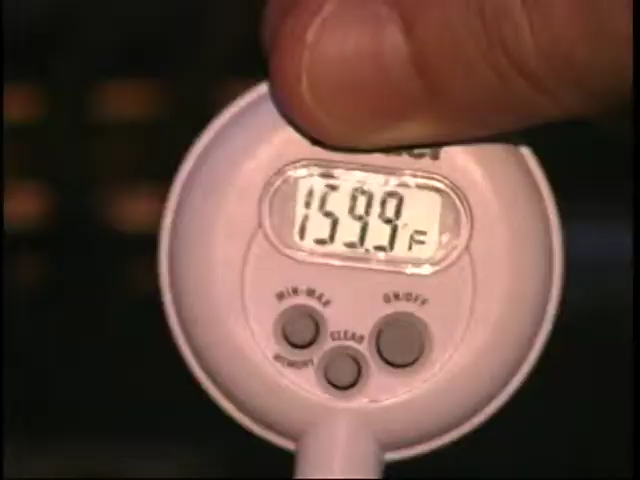 159.9°F
MIN-MAX
ON/OFF
CLEAR
MEMORY